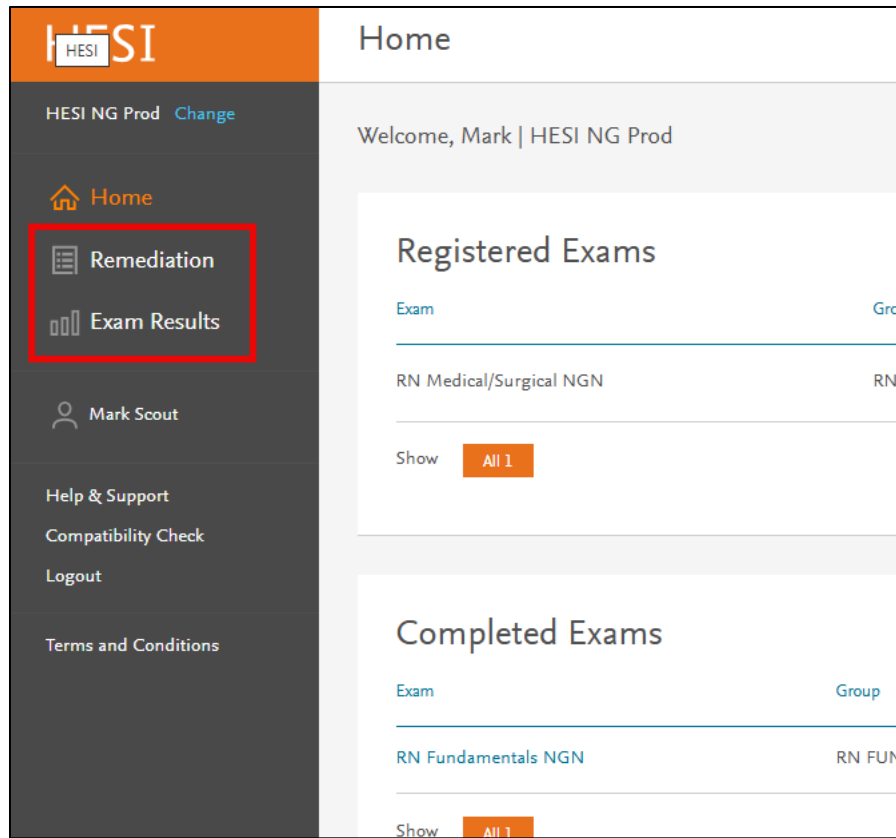 HESI
HESI
HESI NG Prod Change
Home
Remediation
Exam Results
Mark Scout
Help & Support
Compatibility Check
Logout
Terms and Conditions
Home
Welcome, Mark | HESI NG Prod
Registered Exams
Exam
RN Medical/Surgical NGN RN
Show All 1
Completed Exams
Exam Group
RN Fundamentals NGN RN
Show All 1